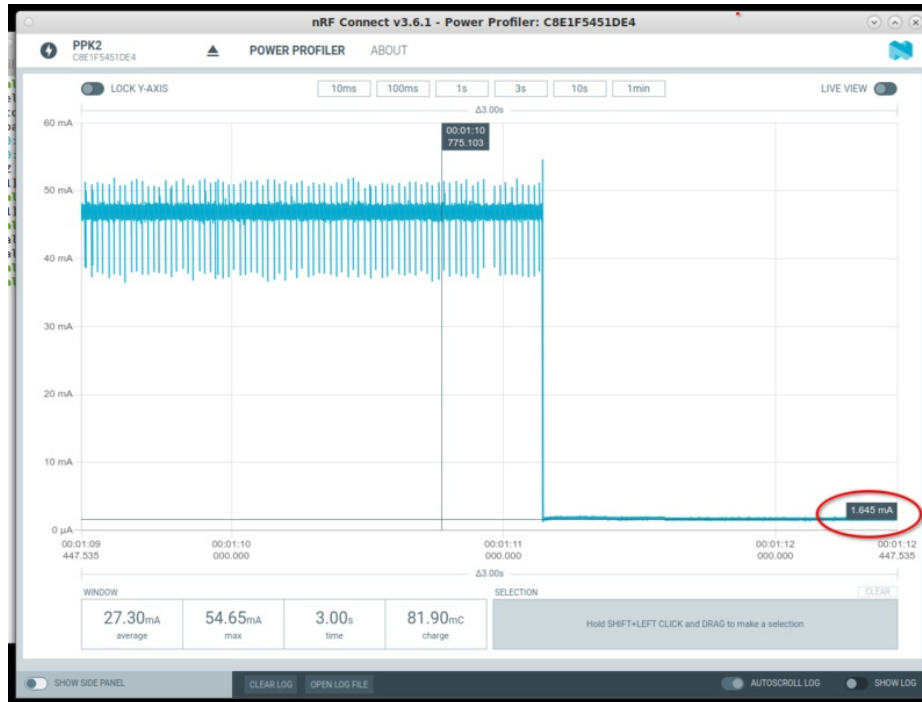 nRF Connect v3.6.1 - Power Profiler: C8E1F5451DE4
PPK2
C8E1F5451DE4
POWER PROFILER
ABOUT
LOCK Y-AXIS
10ms
100ms
1s
3s
10s
1min
LIVE VIEW
Δ3.00s
60 mA
00:01:10
775.103
50 mA
40 mA
30 mA
20 mA
10 mA
1.645 mA
0 µA
00:01:09
447.535
00:01:10
000.000
00:01:11
000.000
00:01:12
000.000
00:01:12
447.535
Δ3.00s
WINDOW
27.30mA
average
54.65mA
max
3.00s
time
81.90mC
charge
SELECTION
CLEAR
Hold SHIFT+LEFT CLICK and DRAG to make a selection
SHOW SIDE PANEL
CLEAR LOG
OPEN LOG FILE
AUTOSCROLL LOG
SHOW LOG